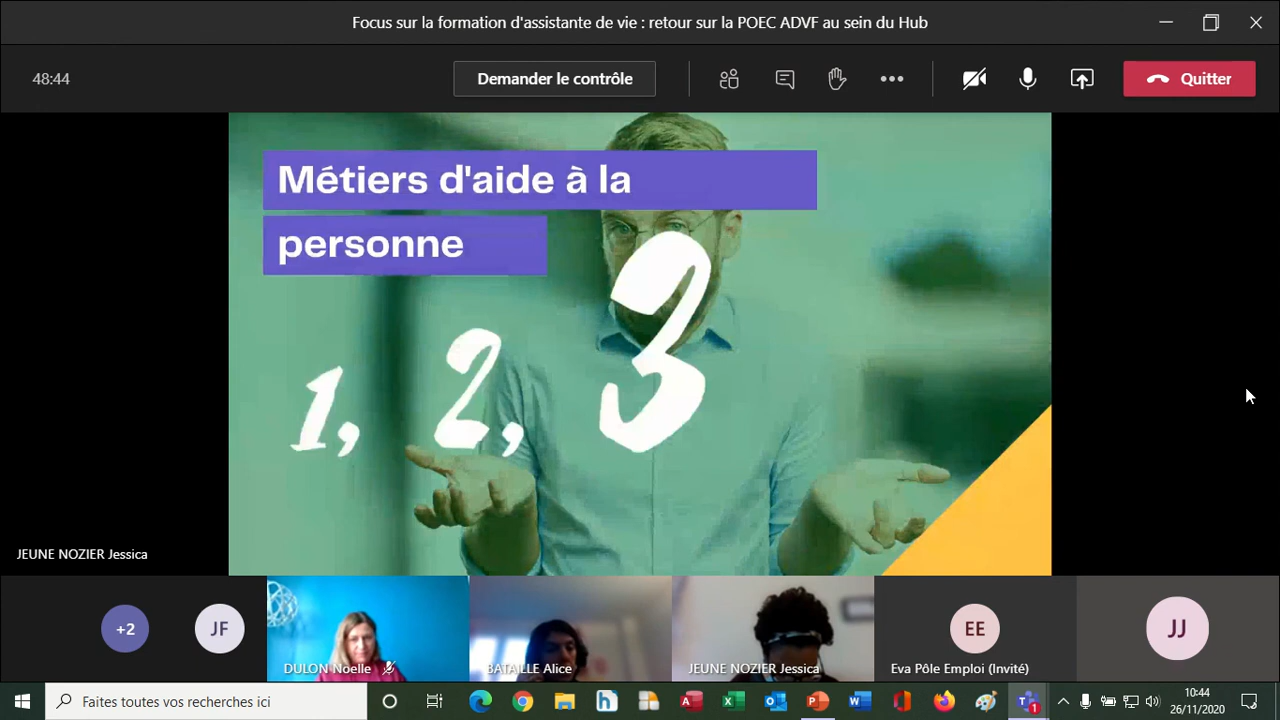 Focus sur la formation d'assistante de vie : retour sur la POEC ADVF au sein du Hub
48:44
Demander le contrôle
Quitter
Métiers d'aide à la
personne
1, 2, 3
JEUNE NOZIER Jessica
+2
JF
DULON Noelle
BATAILLE Alice
JEUNE NOZIER Jessica
EE
Eva Pôle Emploi (Invité)
JJ
Faites toutes vos recherches ici
10:44
26/11/2020